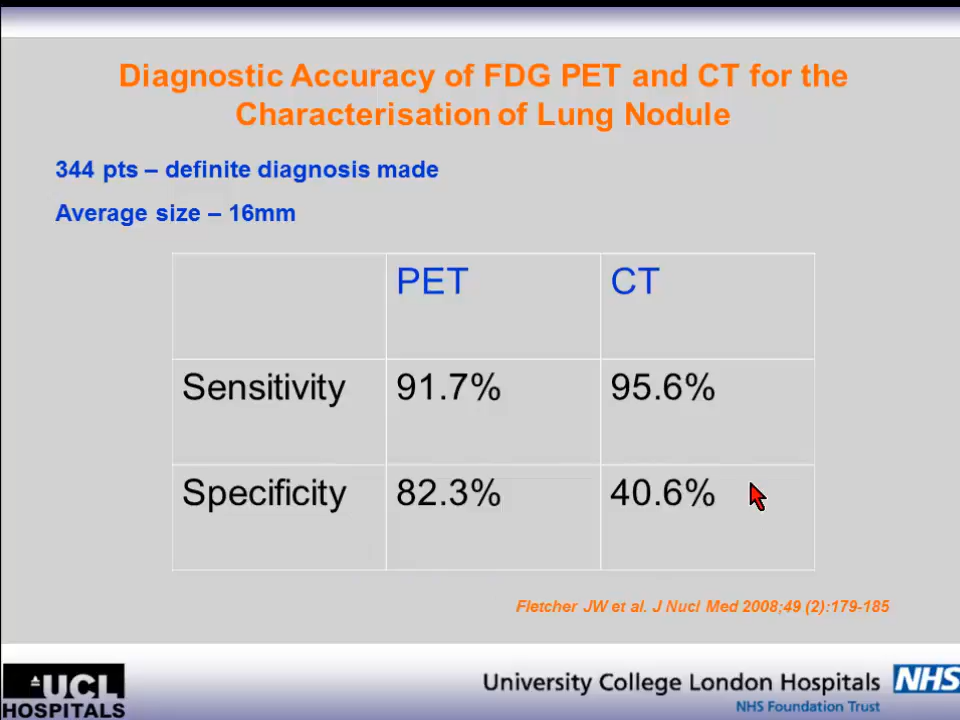 Diagnostic Accuracy of FDG PET and CT for the
Characterisation of Lung Nodule
344 pts – definite diagnosis made
Average size – 16mm
PET CT
Sensitivity 91.7% 95.6%
Specificity 82.3% 40.6%
Fletcher JW et al. J Nucl Med 2008;49 (2):179-185
UCL
HOSPITALS
University College London Hospitals NHS
NHS Foundation Trust